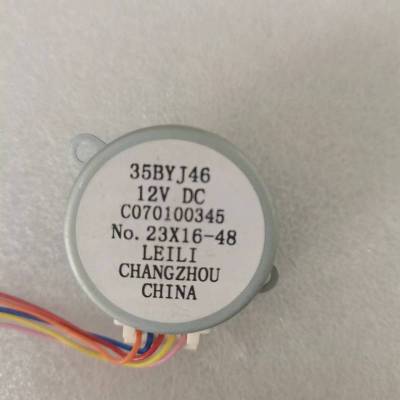 35BYJ46
12V DC
C070100345
No. 23X16-48
LEILI
CHANGZHOU
CHINA